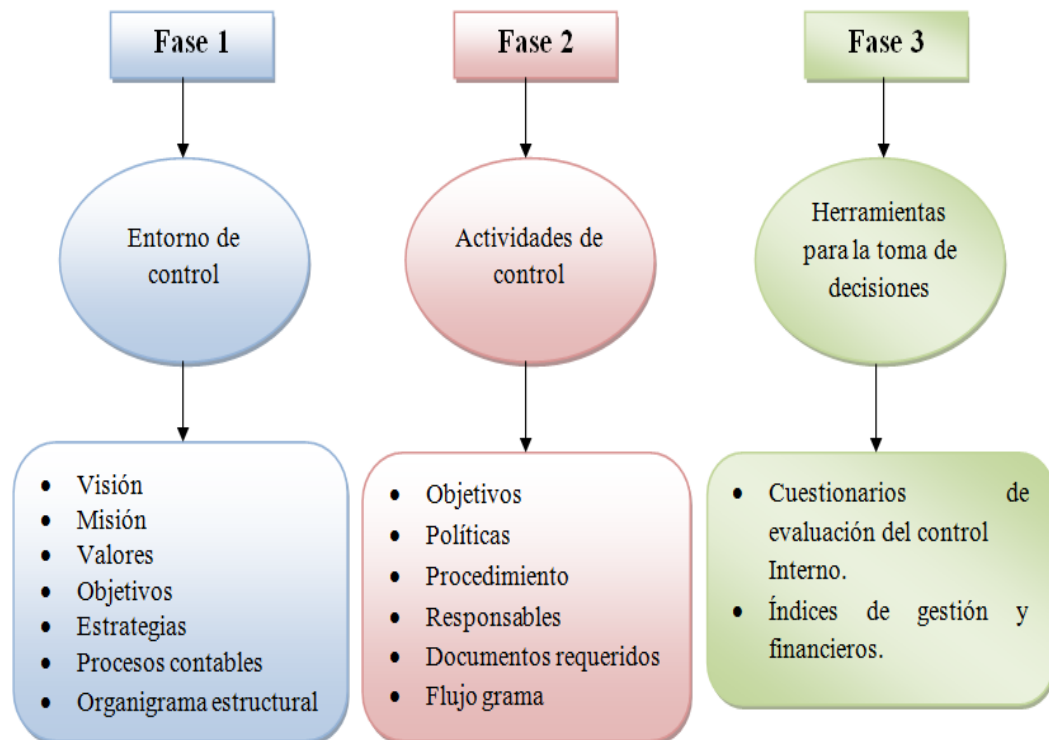 Fase 1
Entorno de
control
• Visión
• Misión
• Valores
• Objetivos
• Estrategias
• Procesos contables
• Organigrama estructural
Fase 2
Actividades de
control
• Objetivos
• Políticas
• Procedimiento
• Responsables
• Documentos requeridos
• Flujo grama
Fase 3
Herramientas
para la toma de
decisiones
• Cuestionarios de
evaluación del control
Interno.
• Índices de gestión y
financieros.